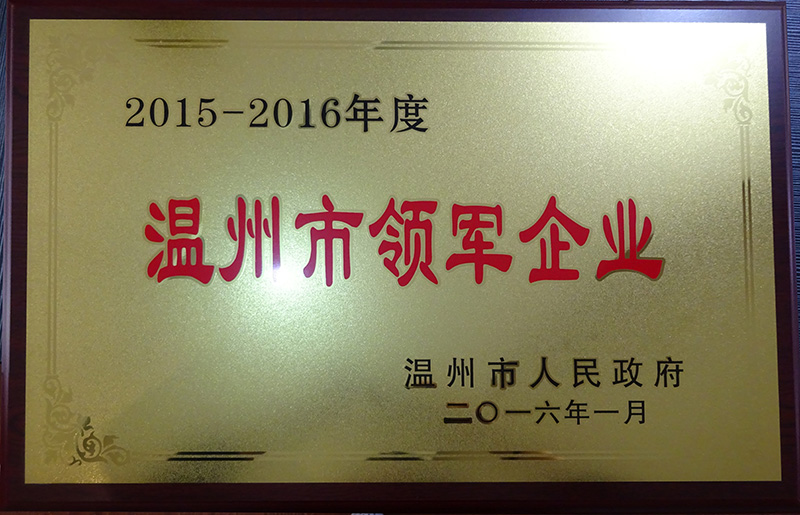 2015-2016年度
温州市领军企业
温州市人民政府
二〇一六年一月